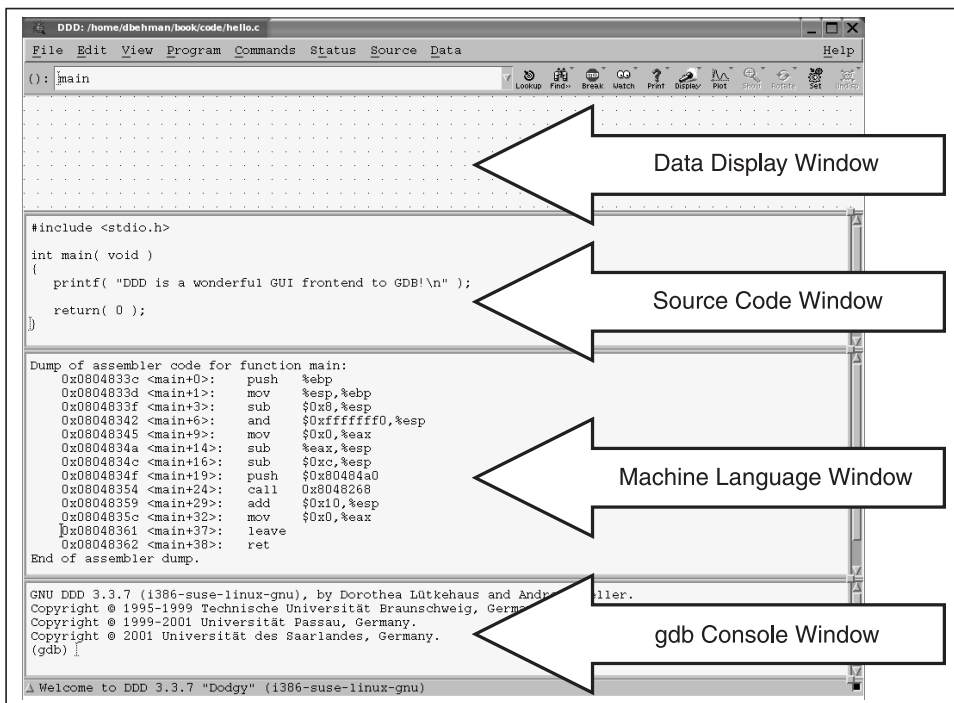 DDD: /home/dbehman/book/code/hello.c
File Edit View Program Commands Status Source Data Help
(): main
Lookup Find>> Break Watch Print Display Plot Show Rotate Set Undisp
Data Display Window
#include <stdio.h>
int main( void )
{
printf( "DDD is a wonderful GUI frontend to GDB!\n" );
return( 0 );
}
Source Code Window
Dump of assembler code for function main:
0x0804833c <main+0>: push %ebp
0x0804833d <main+1>: mov %esp,%ebp
0x0804833f <main+3>: sub $0x8,%esp
0x08048342 <main+6>: and $0xfffffff0,%esp
0x08048345 <main+9>: mov $0x0,%eax
0x0804834a <main+14>: sub %eax,%esp
0x0804834c <main+16>: sub $0xc,%esp
0x0804834f <main+19>: push $0x80484a0
0x08048354 <main+24>: call 0x8048268
0x08048359 <main+29>: add $0x10,%esp
0x0804835c <main+32>: mov $0x0,%eax
0x08048361 <main+37>: leave
0x08048362 <main+38>: ret
End of assembler dump.
Machine Language Window
GNU DDD 3.3.7 (i386-suse-linux-gnu), by Dorothea Lütkehaus and
Copyright © 1995-1999 Technische Universität Braunschweig,
Copyright © 1999-2001 Universität Passau, Germany.
Copyright © 2001 Universität des Saarlandes, Germany.
(gdb)
gdb Console Window
Welcome to DDD 3.3.7 "Dodgy" (i386-suse-linux-gnu)